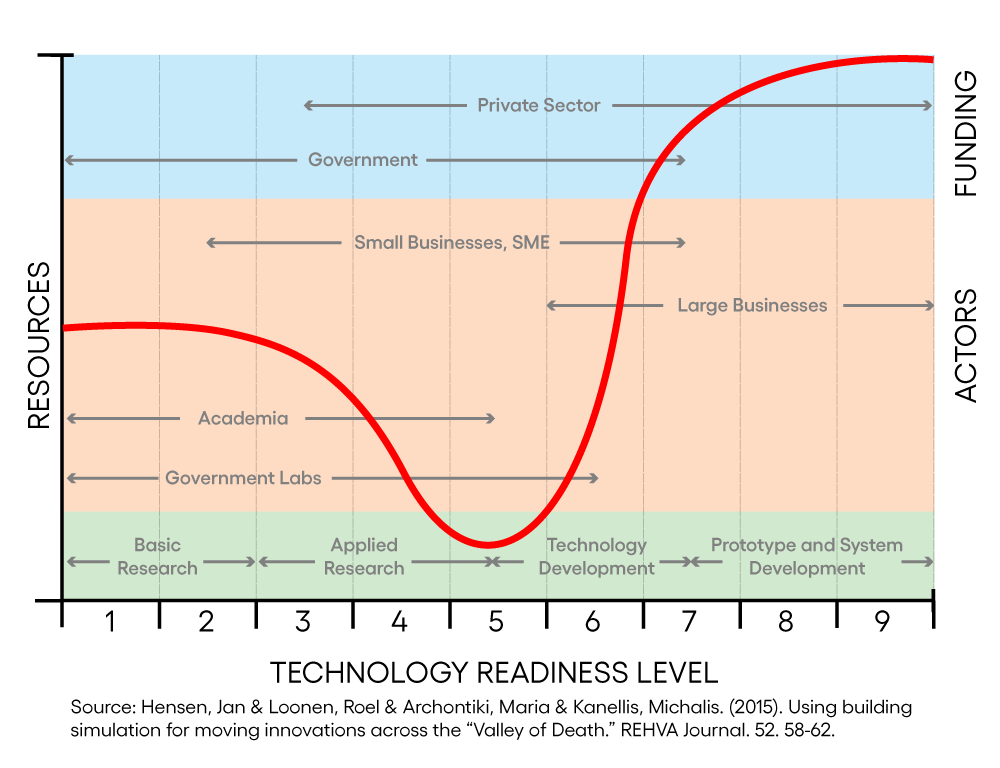 Private Sector
Government
FUNDING
Small Businesses, SME
Large Businesses
RESOURCES
ACTORS
Academia
Government Labs
Basic
Research
Applied
Research
Technology
Development
Prototype and System
Development
1 2 3 4 5 6 7 8 9
TECHNOLOGY READINESS LEVEL
Source: Hensen, Jan & Loonen, Roel & Archontiki, Maria & Kanellis, Michalis. (2015). Using building
simulation for moving innovations across the “Valley of Death.” REHVA Journal. 52. 58-62.